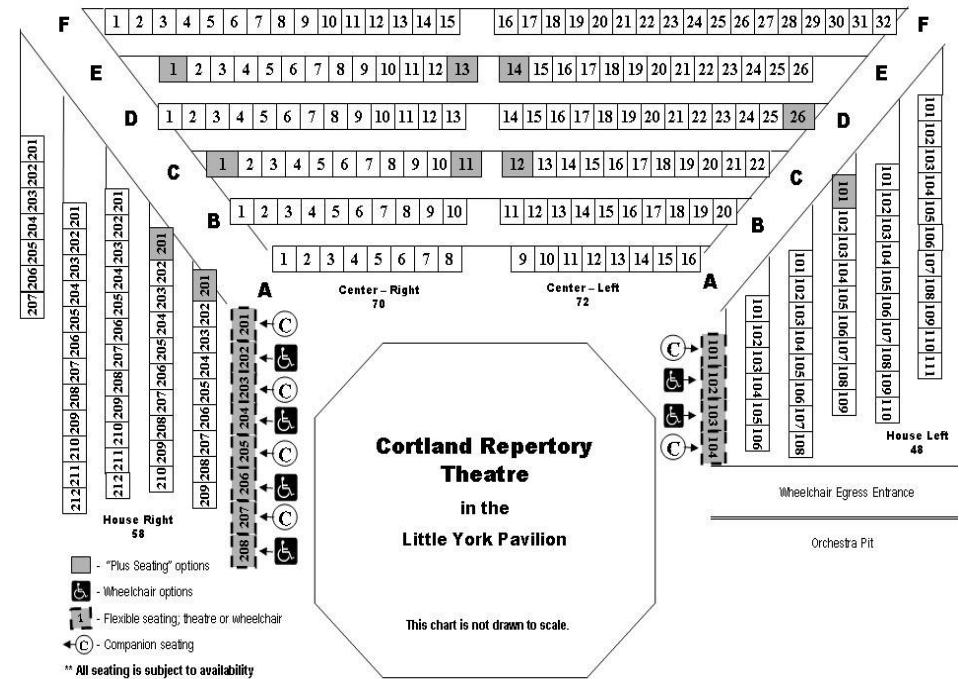 F 1 2 3 4 5 6 7 8 9 10 11 12 13 14 15 16 17 18 19 20 21 22 23 24 25 26 27 28 29 30 31 32 F
E 1 2 3 4 5 6 7 8 9 10 11 12 13 14 15 16 17 18 19 20 21 22 23 24 25 26 E
D 1 2 3 4 5 6 7 8 9 10 11 12 13 14 15 16 17 18 19 20 21 22 23 24 25 26 D
C 1 2 3 4 5 6 7 8 9 10 11 12 13 14 15 16 17 18 19 20 21 22 C
B 1 2 3 4 5 6 7 8 9 10 11 12 13 14 15 16 17 18 19 20 B
A 1 2 3 4 5 6 7 8 9 10 11 12 13 14 15 16 A
Center – Right
70
Center – Left
72
201 202 203 204 205 206 207
201 202 203 204 205 206 207 208 209 210 211 212
201 202 203 204 205 206 207 208 209 210 211 212
201 202 203 204 205 206 207 208 209 210
201 202 203 204 205 206 207 208 209
201 202 203 204 205 206 207 208
C
C
C
C
House Right
58
Cortland Repertory
Theatre
in the
Little York Pavilion
This chart is not drawn to scale.
C
C
101 102 103 104
101 102 103 104 105 106
101 102 103 104 105 106 107 108
101 102 103 104 105 106 107 108 109
101 102 103 104 105 106 107 108 109 110
101 102 103 104 105 106 107 108 109 110 111
House Left
48
Wheelchair Egress Entrance
Orchestra Pit
- "Plus Seating" options
- Wheelchair options
1 - Flexible seating; theatre or wheelchair
C - Companion seating
** All seating is subject to availability